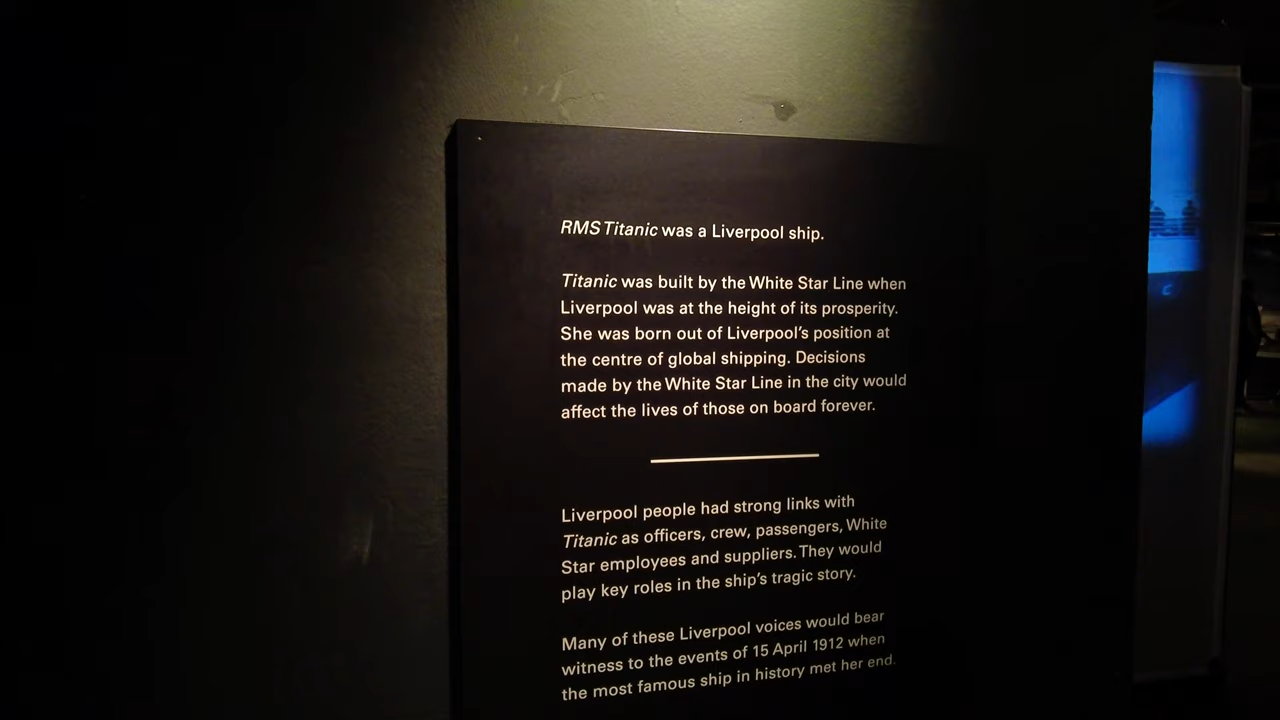 RMS Titanic was a Liverpool ship.
Titanic was built by the White Star Line when
Liverpool was at the height of its prosperity.
She was born out of Liverpool's position at
the centre of global shipping. Decisions
made by the White Star Line in the city would
affect the lives of those on board forever.
Liverpool people had strong links with
Titanic as officers, crew, passengers, White
Star employees and suppliers. They would
play key roles in the ship's tragic story.
Many of these Liverpool voices would bear
witness to the events of 15 April 1912 when
the most famous ship in history met her end.